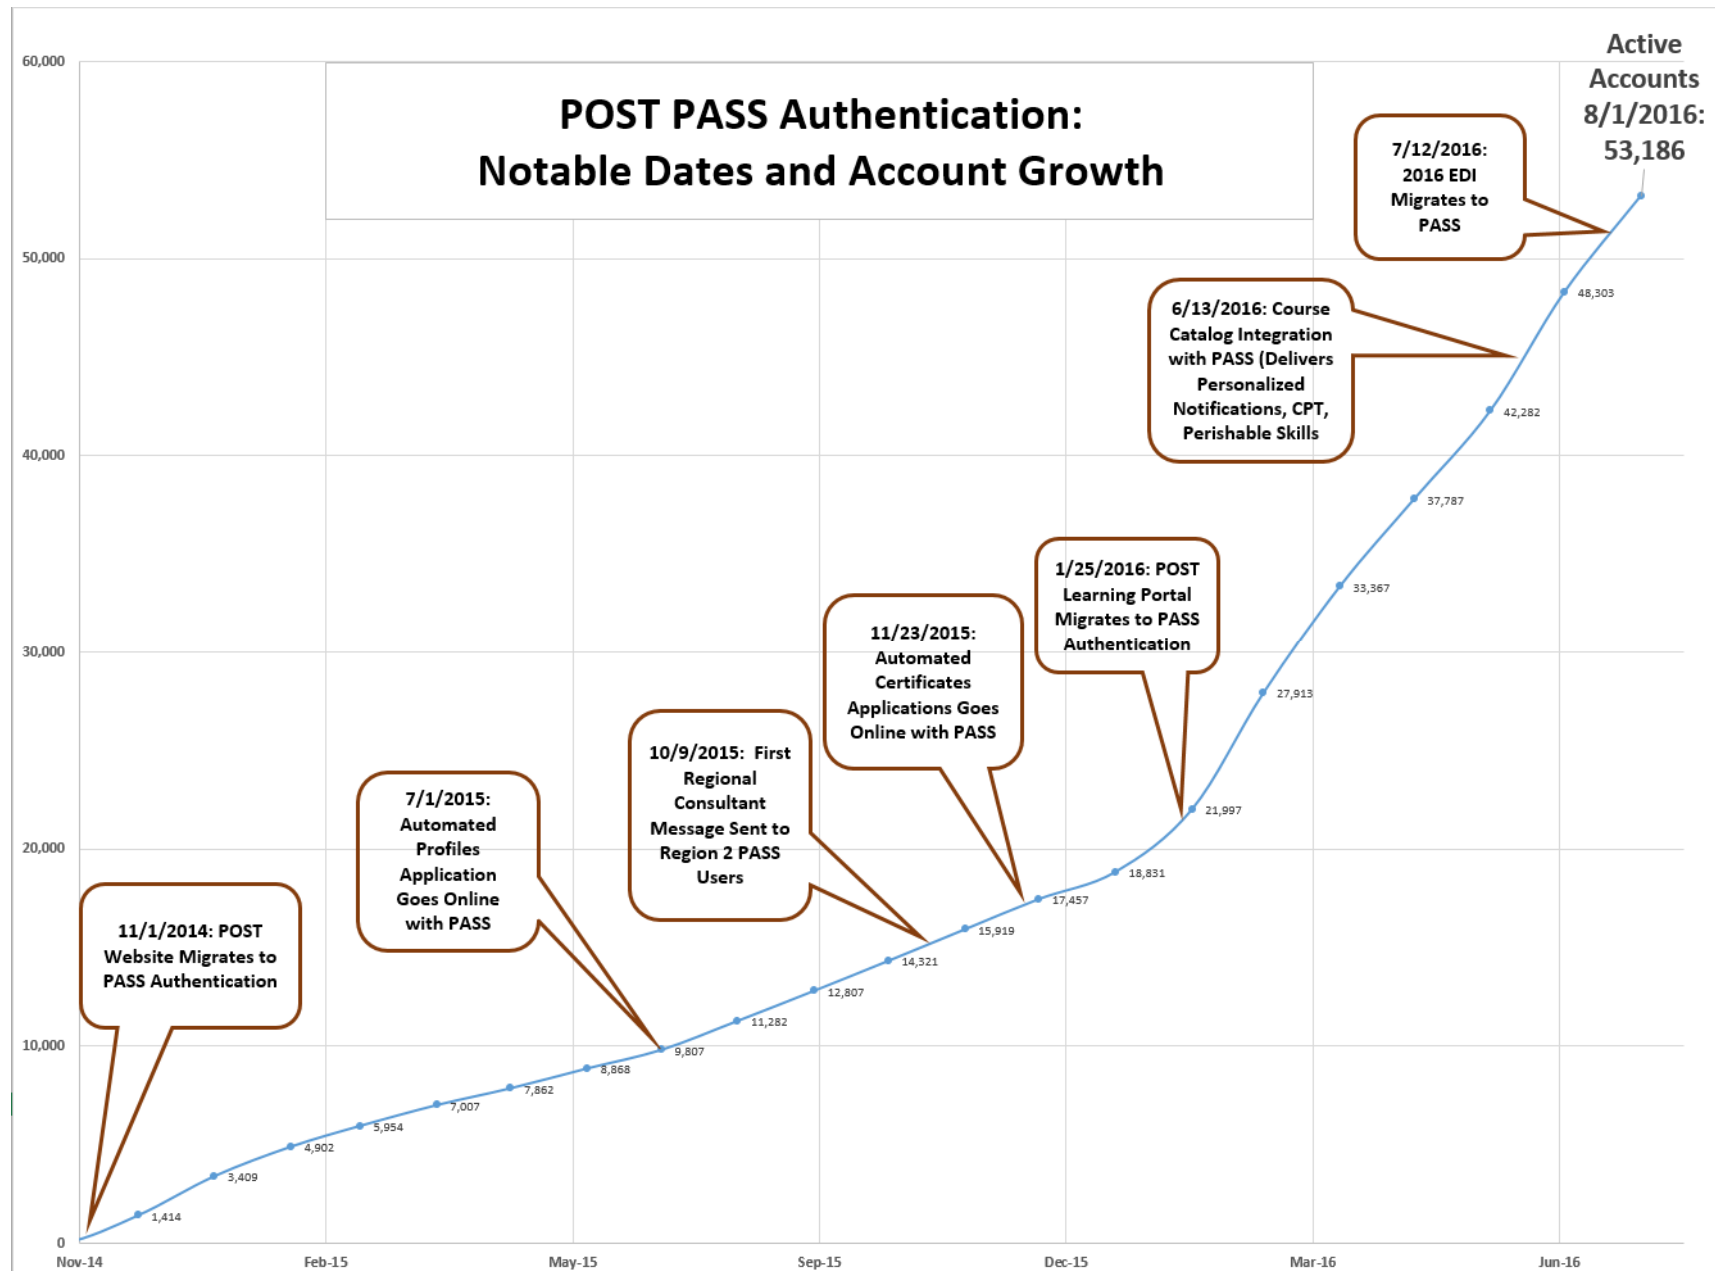 POST PASS Authentication:
Notable Dates and Account Growth
Active
Accounts
8/1/2016:
53,186
60,000
50,000
40,000
30,000
20,000
10,000
0
11/1/2014: POST
Website Migrates to
PASS Authentication
7/1/2015:
Automated
Profiles
Application
Goes Online
with PASS
10/9/2015:  First
Regional
Consultant
Message Sent to
Region 2 PASS
Users
11/23/2015:
Automated
Certificates
Applications Goes
Online with PASS
1/25/2016: POST
Learning Portal
Migrates to PASS
Authentication
6/13/2016: Course
Catalog Integration
with PASS (Delivers
Personalized
Notifications, CPT,
Perishable Skills
7/12/2016:
2016 EDI
Migrates to
PASS
1,414
3,409
4,902
5,954
7,007
7,862
8,868
9,807
11,282
12,807
14,321
15,919
17,457
18,831
21,997
27,913
33,367
37,787
42,282
48,303
Nov-14
Feb-15
May-15
Sep-15
Dec-15
Mar-16
Jun-16